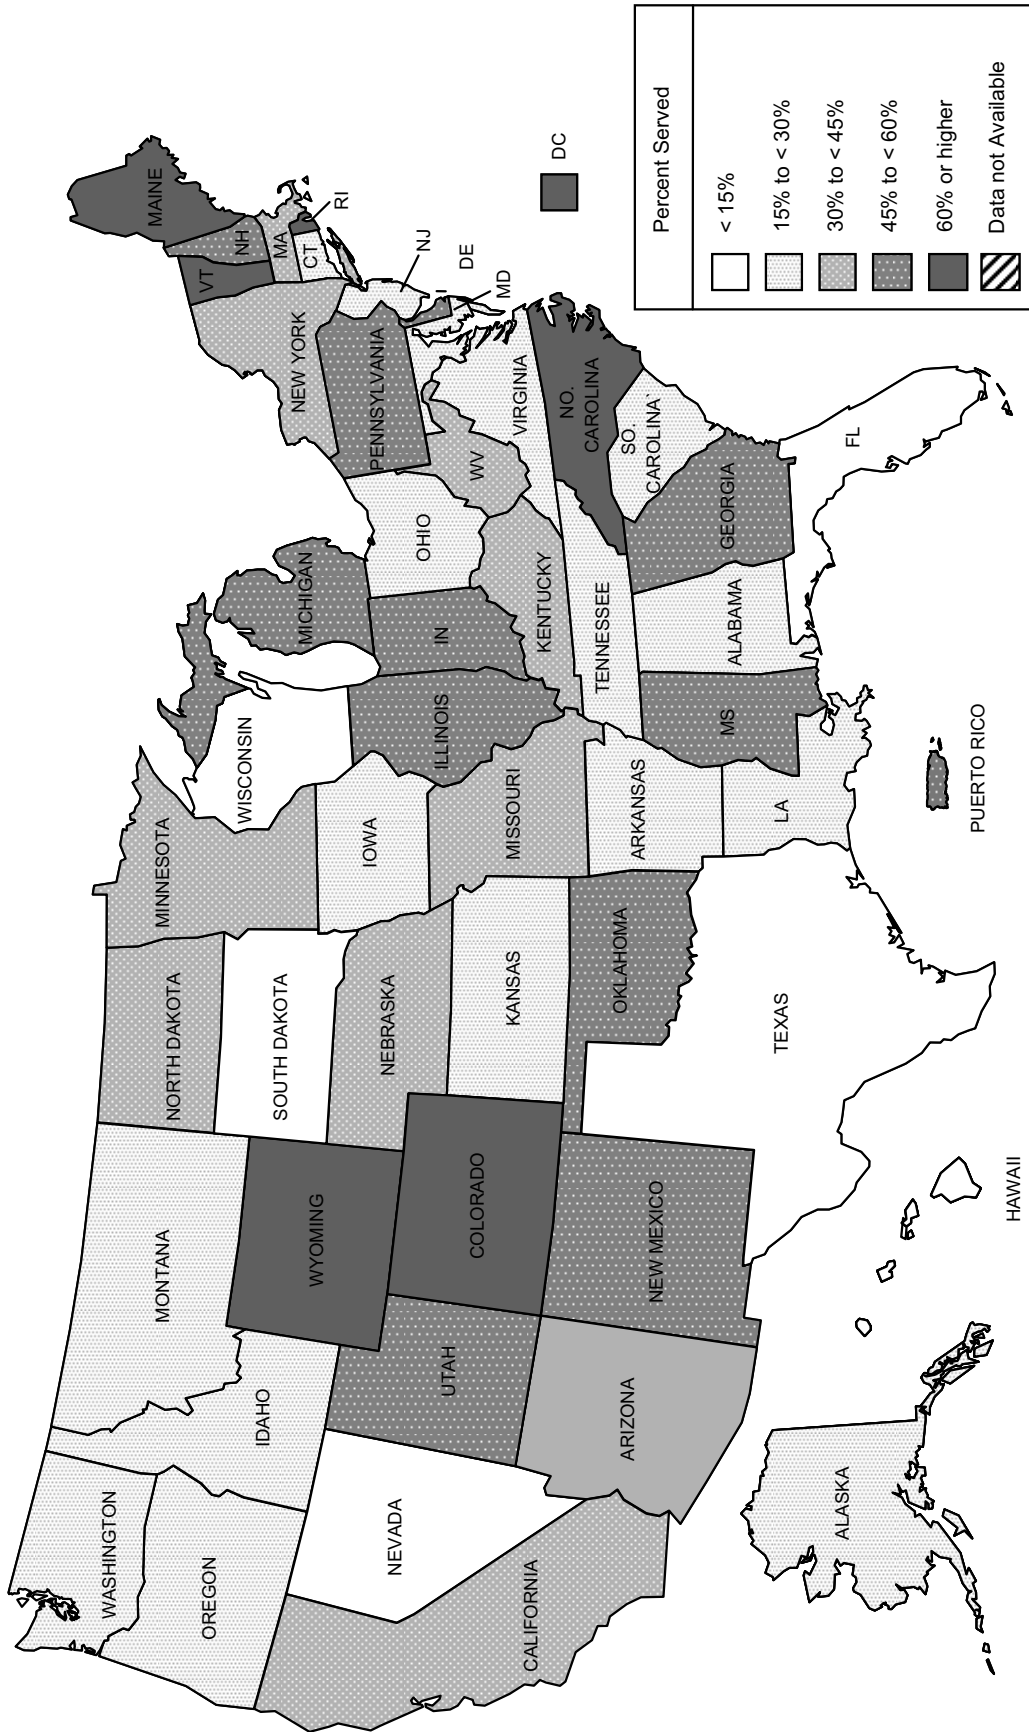 WASHINGTON
OREGON
CALIFORNIA
NEVADA
IDAHO
MONTANA
WYOMING
UTAH
ARIZONA
COLORADO
NEW MEXICO
NORTH DAKOTA
SOUTH DAKOTA
NEBRASKA
KANSAS
OKLAHOMA
TEXAS
MINNESOTA
IOWA
MISSOURI
ARKANSAS
LA
WISCONSIN
ILLINOIS
MICHIGAN
IN
OHIO
KENTUCKY
TENNESSEE
MS
ALABAMA
GEORGIA
FL
SO.
CAROLINA`
NO.
CAROLINA
VIRGINIA
WV
PENNSYLVANIA
NEW YORK
VT
NH
MAINE
MA
CT
RI
NJ
DE
MD
DC
ALASKA
HAWAII
PUERTO RICO
Percent Served
< 15%
15% to < 30%
30% to < 45%
45% to < 60%
60% or higher
Data not Available